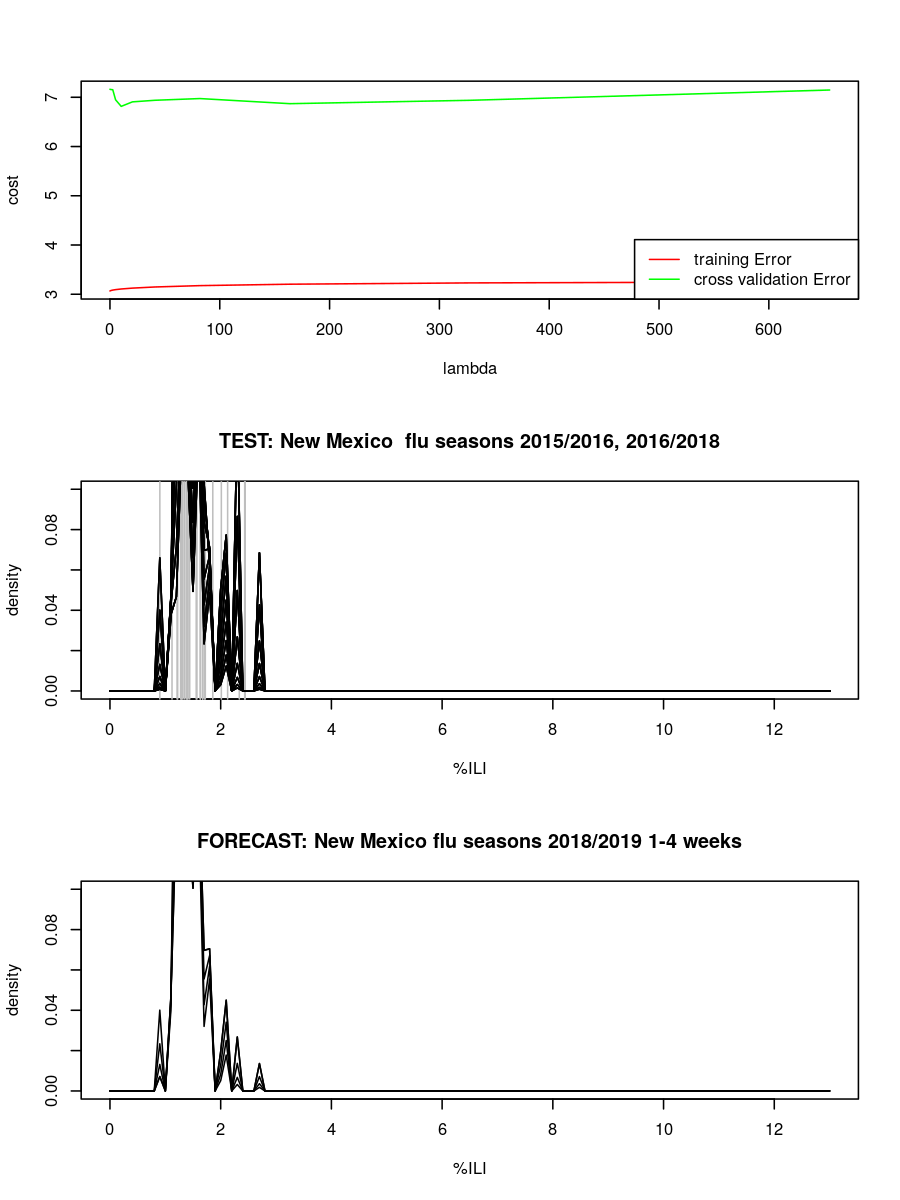 7
6
5
4
3
cost
training Error
cross validation Error
0 100 200 300 400 500 600
lambda
TEST: New Mexico  flu seasons 2015/2016, 2016/2018
0.08
0.04
0.00
density
0 2 4 6 8 10 12
%ILI
FORECAST: New Mexico flu seasons 2018/2019 1-4 weeks
0.08
0.04
0.00
density
0 2 4 6 8 10 12
%ILI